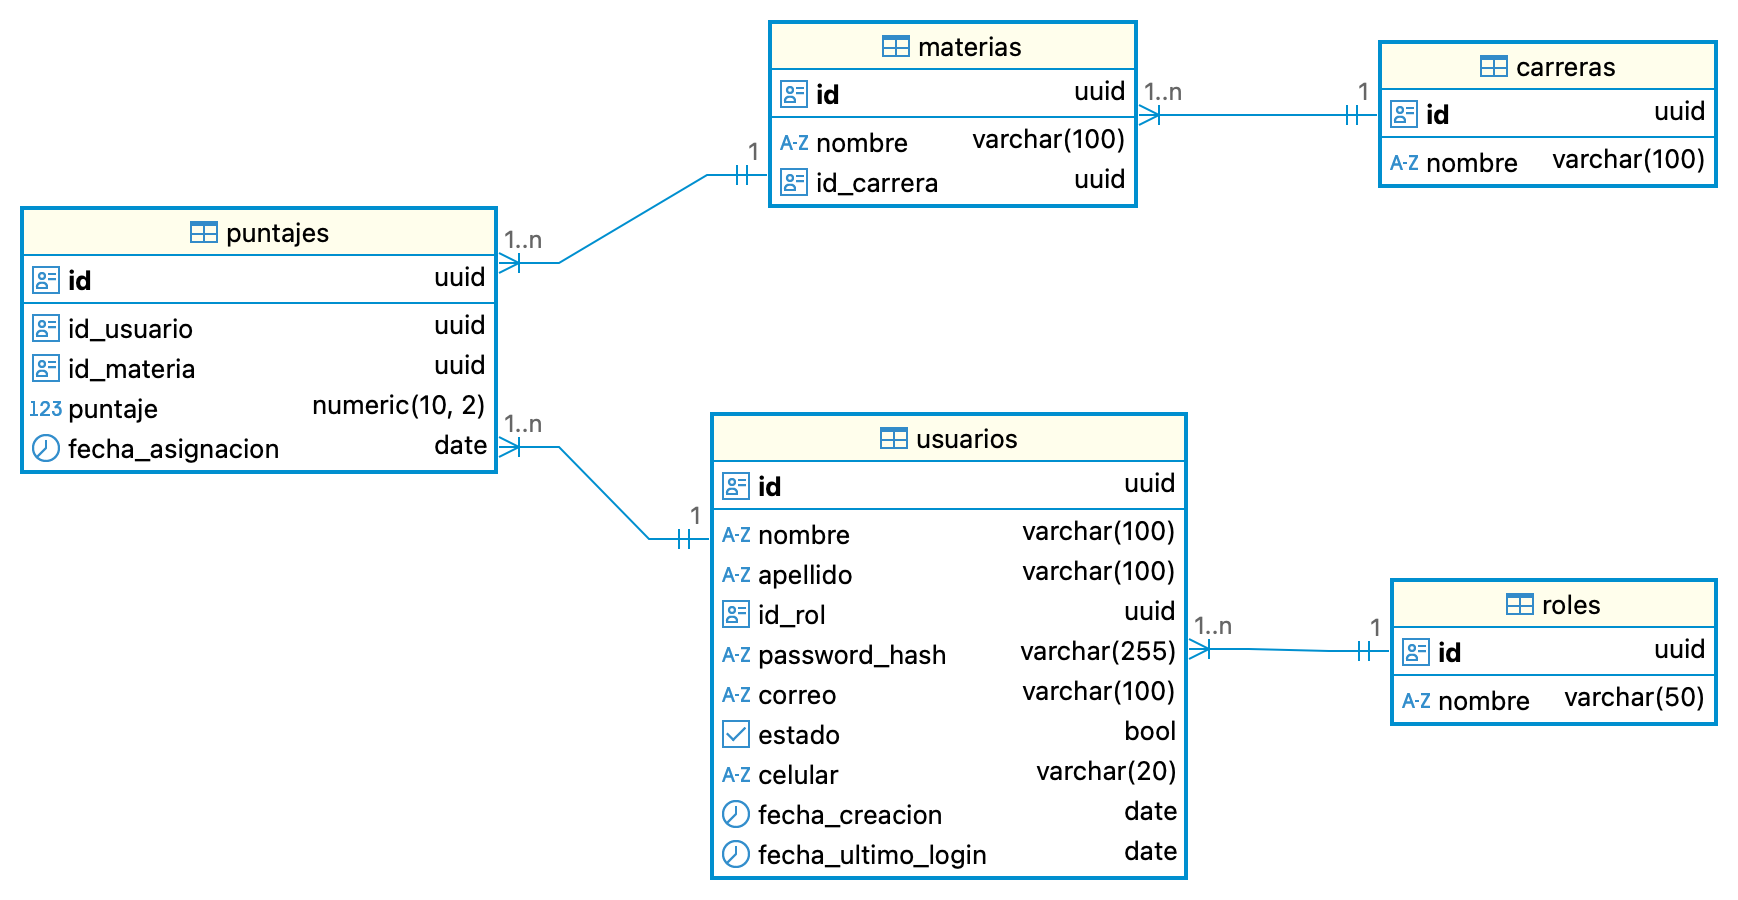 materias
id uuid
nombre varchar(100)
id_carrera uuid
1..n
1
carreras
id uuid
nombre varchar(100)
1
1..n
puntajes
id uuid
id_usuario uuid
id_materia uuid
123 puntaje numeric(10, 2)
fecha_asignacion date
1..n
1
usuarios
id uuid
A-Z nombre varchar(100)
A-Z apellido varchar(100)
id_rol uuid
A-Z password_hash varchar(255)
A-Z correo varchar(100)
estado bool
A-Z celular varchar(20)
fecha_creacion date
fecha_ultimo_login date
1..n
1
roles
id uuid
A-Z nombre varchar(50)